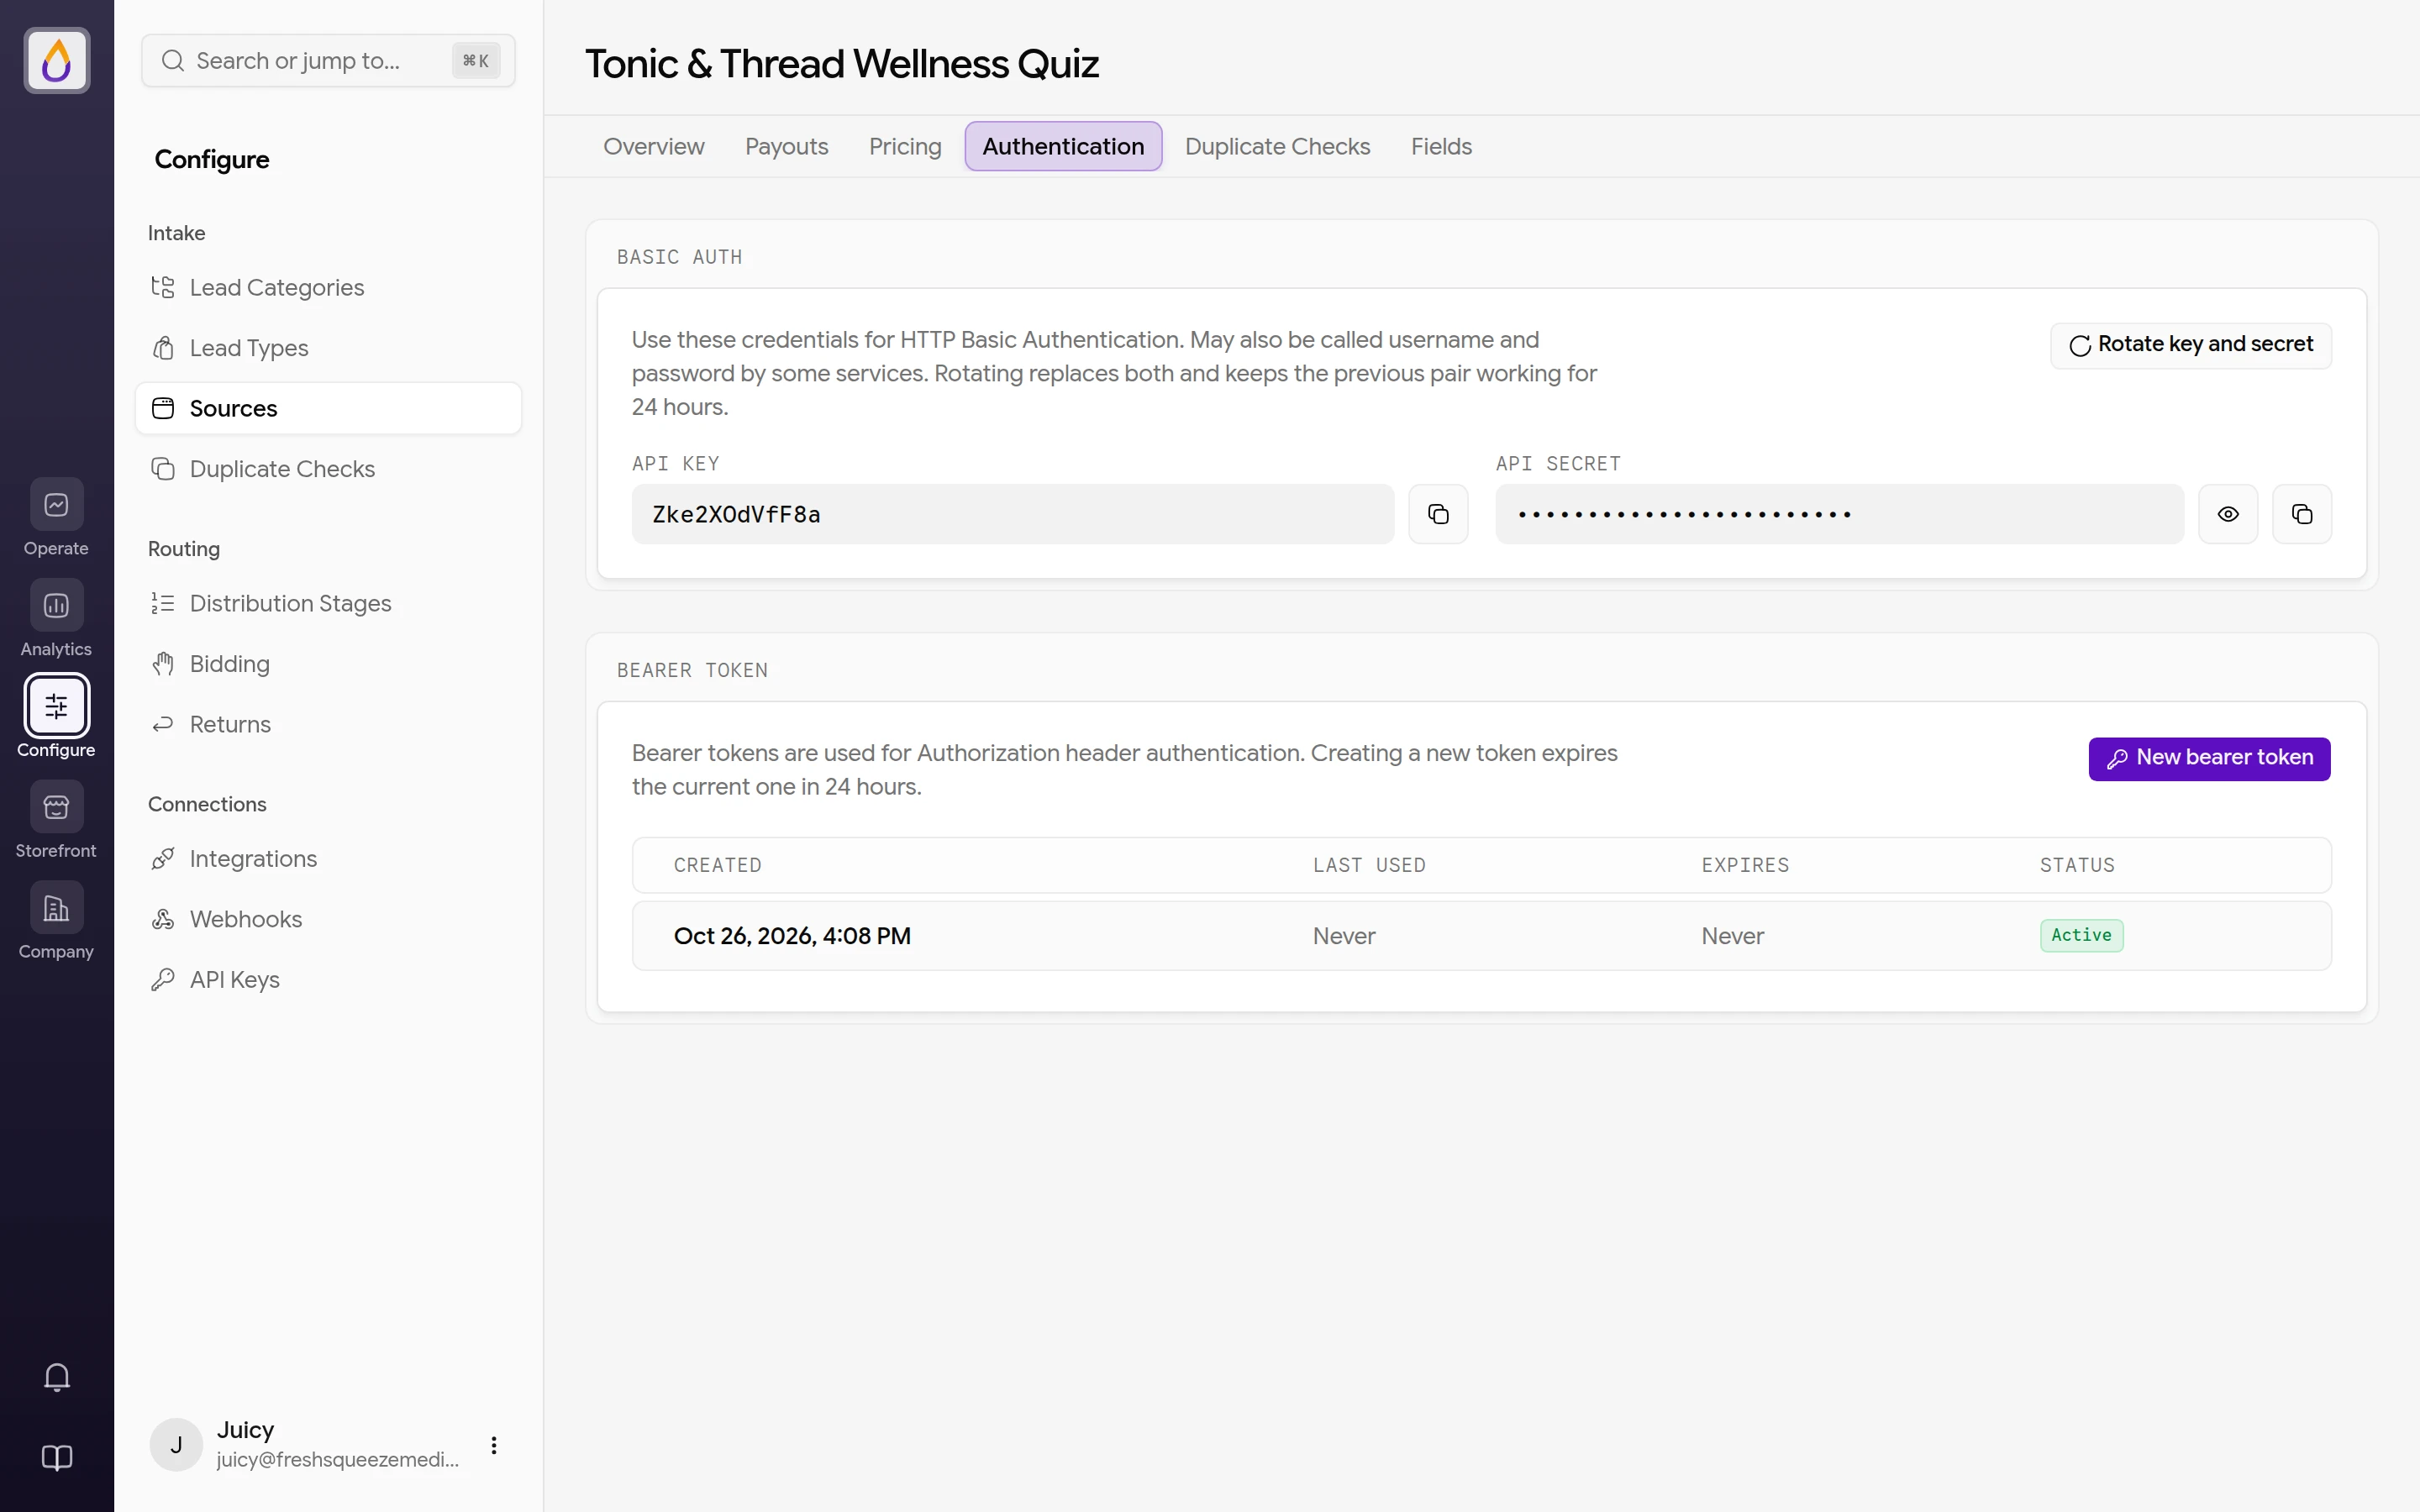 Search or jump to...
⌘ K
Configure
Intake
Lead Categories
Lead Types
Sources
Duplicate Checks
Routing
Distribution Stages
Bidding
Returns
Connections
Integrations
Webhooks
API Keys
Operate
Analytics
Configure
Storefront
Company
J
Juicy
juicy@freshsqueezemedi...
Tonic & Thread Wellness Quiz
Overview
Payouts
Pricing
Authentication
Duplicate Checks
Fields
BASIC AUTH
Use these credentials for HTTP Basic Authentication. May also be called username and
password by some services. Rotating replaces both and keeps the previous pair working for
24 hours.
Rotate key and secret
API KEY
Zke2XOdVfF8a
API SECRET
••••••••••••••••••••••••
BEARER TOKEN
Bearer tokens are used for Authorization header authentication. Creating a new token expires
the current one in 24 hours.
New bearer token
CREATED
LAST USED
EXPIRES
STATUS
Oct 26, 2026, 4:08 PM
Never
Never
Active